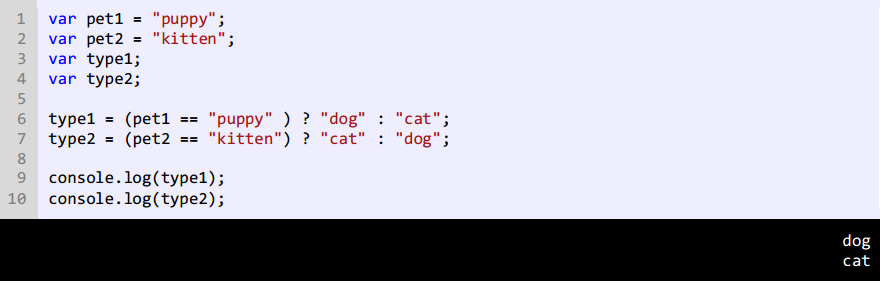 1 var pet1 = "puppy";
2 var pet2 = "kitten";
3 var type1;
4 var type2;
5
6 type1 = (pet1 == "puppy" ) ? "dog" : "cat";
7 type2 = (pet2 == "kitten") ? "cat" : "dog";
8
9 console.log(type1);
10 console.log(type2);
dog
cat